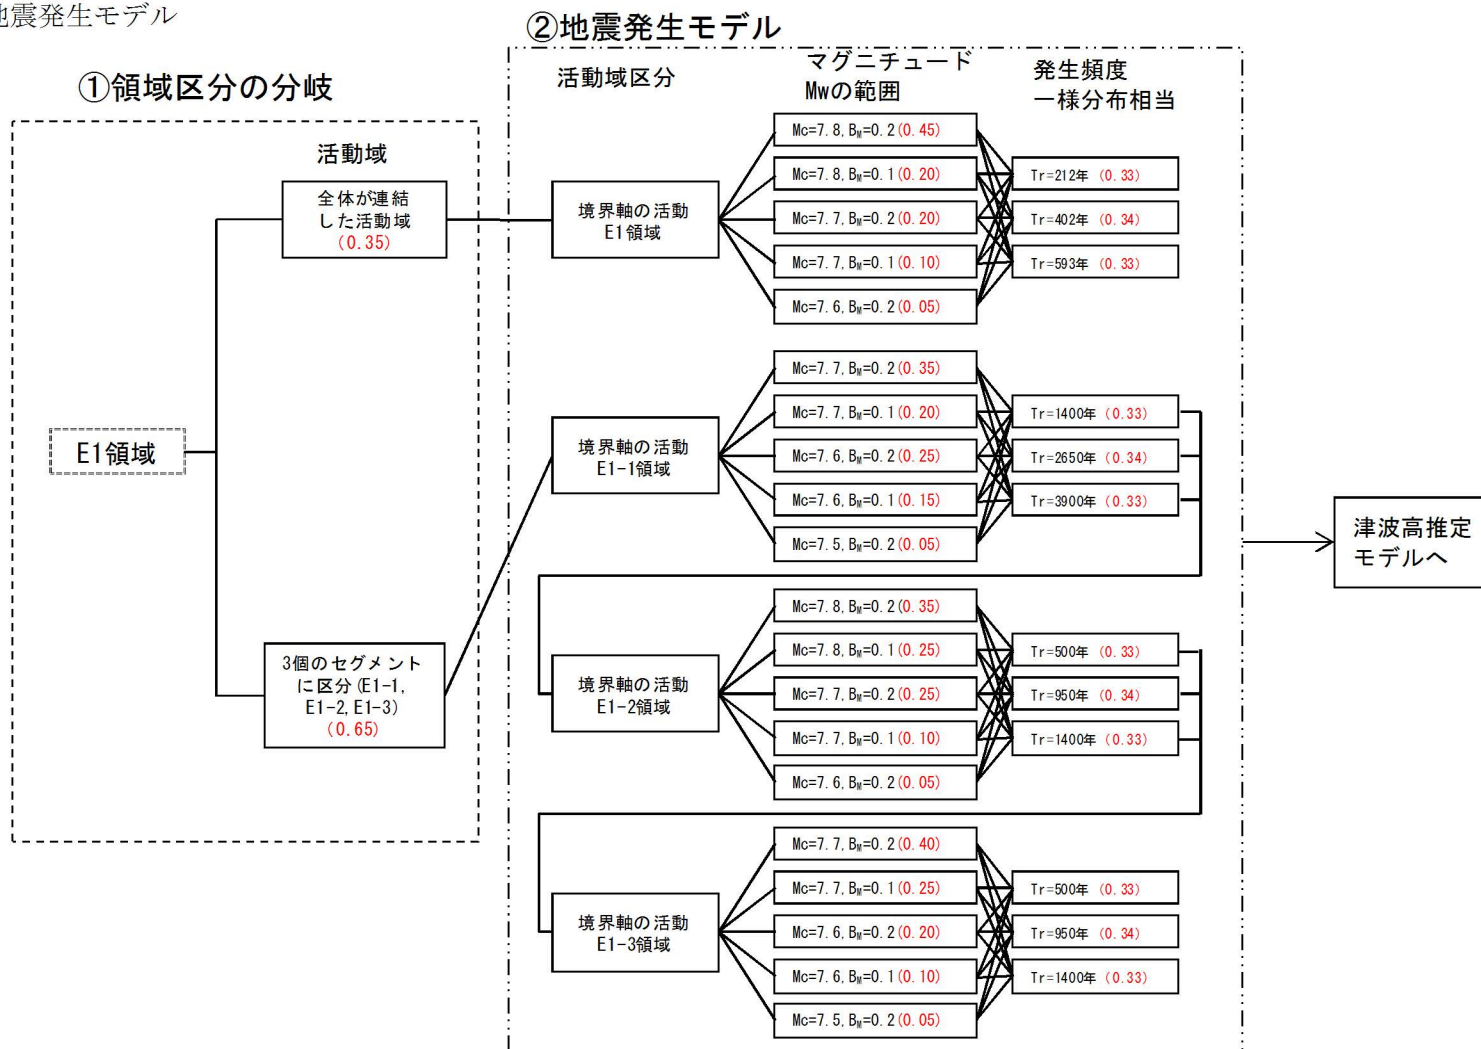 地震発生モデル
②地震発生モデル
①領域区分の分岐
活動域区分
マグニチュード
Mwの範囲
発生頻度
一様分布相当
活動域
全体が連結
した活動域
(0.35)
E1領域
3個のセグメント
に区分(E1-1,
E1-2,E1-3)
(0.65)
境界軸の活動
E1領域
Mc=7.8,BM=0.2(0.45)
Mc=7.8,BM=0.1(0.20)
Mc=7.7,BM=0.2(0.20)
Mc=7.7,BM=0.1(0.10)
Mc=7.6,BM=0.2(0.05)
Tr=212年 (0.33)
Tr=402年 (0.34)
Tr=593年 (0.33)
境界軸の活動
E1-1領域
Mc=7.7,BM=0.2(0.35)
Mc=7.7,BM=0.1(0.20)
Mc=7.6,BM=0.2(0.25)
Mc=7.6,BM=0.1(0.15)
Mc=7.5,BM=0.2(0.05)
Tr=1400年 (0.33)
Tr=2650年 (0.34)
Tr=3900年 (0.33)
境界軸の活動
E1-2領域
Mc=7.8,BM=0.2(0.35)
Mc=7.8,BM=0.1(0.25)
Mc=7.7,BM=0.2(0.25)
Mc=7.7,BM=0.1(0.10)
Mc=7.6,BM=0.2(0.05)
Tr=500年 (0.33)
Tr=950年 (0.34)
Tr=1400年 (0.33)
境界軸の活動
E1-3領域
Mc=7.7,BM=0.2(0.40)
Mc=7.7,BM=0.1(0.25)
Mc=7.6,BM=0.2(0.20)
Mc=7.6,BM=0.1(0.10)
Mc=7.5,BM=0.2(0.05)
Tr=500年 (0.33)
Tr=950年 (0.34)
Tr=1400年 (0.33)
津波高推定
モデルへ